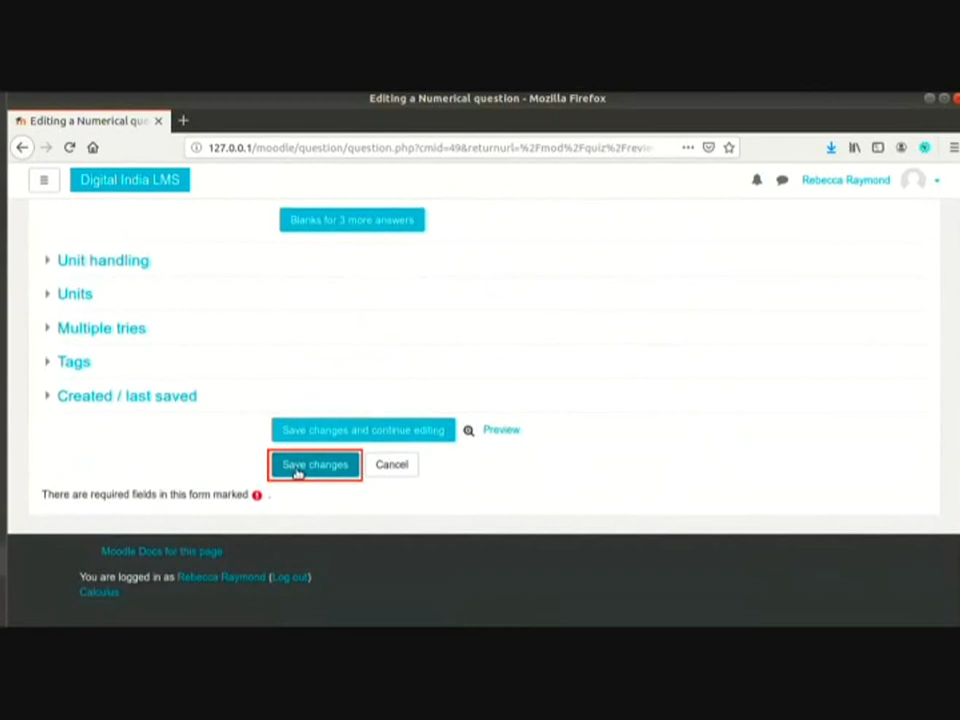 Editing a Numerical question - Mozilla Firefox
Editing a Numerical que
127.0.0.1/moodle/question/question.php?cmid=49&returnurl=%2Fmod%2Fquiz%2Frevie
Digital India LMS
Rebecca Raymond
Blanks for 3 more answers
Unit handling
Units
Multiple tries
Tags
Created / last saved
Save changes and continue editing
Preview
Save changes
Cancel
There are required fields in this form marked .
Moodle Docs for this page
You are logged in as Rebecca Raymond (Log out)
Calculus